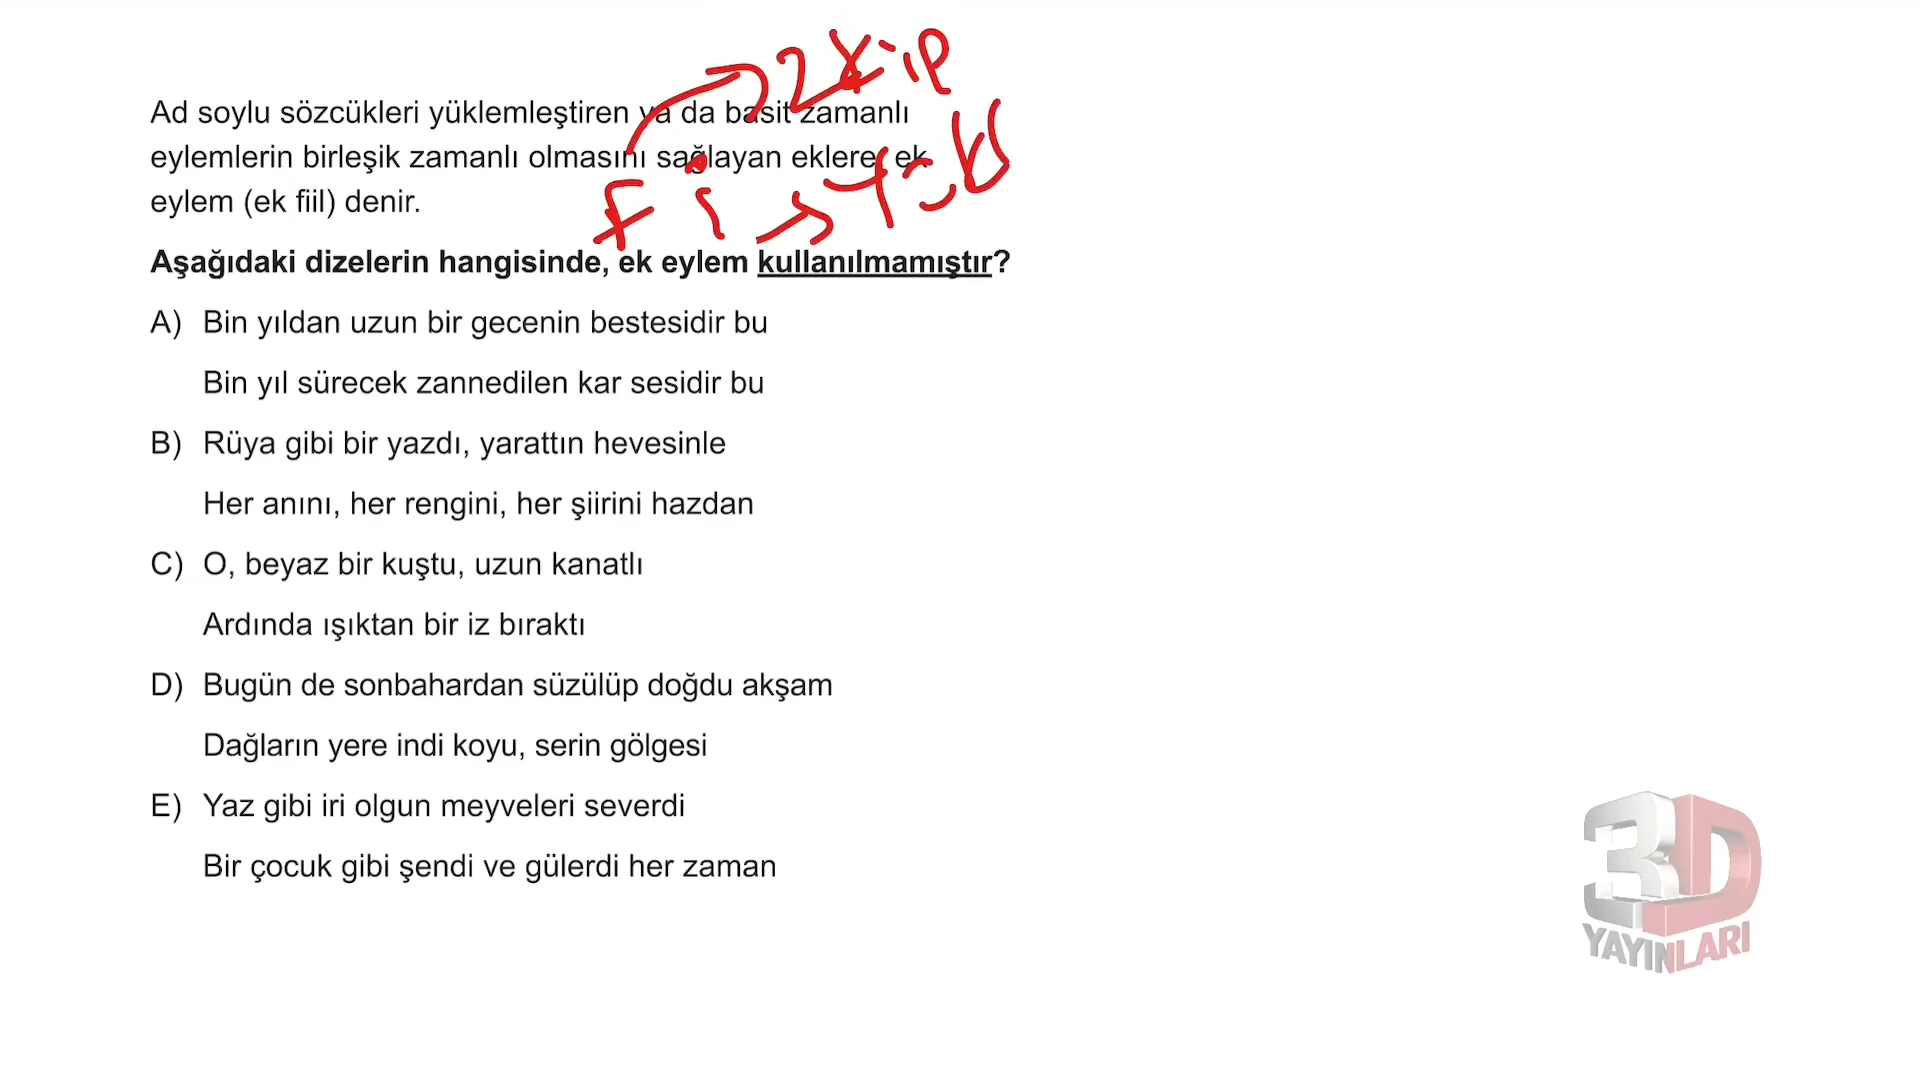 2 kip
Ad soylu sözcükleri yüklemleştiren ya da basit zamanlı
eylemlerin birleşik zamanlı olmasını sağlayan eklere, ek
eylem (ek fiil) denir.
Fi
Aşağıdaki dizelerin hangisinde, ek eylem kullanılmamıştır?
A) Bin yıldan uzun bir gecenin bestesidir bu
Bin yıl sürecek zannedilen kar sesidir bu
B) Rüya gibi bir yazdı, yarattın hevesinle
Her anını, her rengini, her şiirini hazdan
C) O, beyaz bir kuştu, uzun kanatlı
Ardında ışıktan bir iz bıraktı
D) Bugün de sonbahardan süzülüp doğdu akşam
Dağların yere indi koyu, serin gölgesi
E) Yaz gibi iri olgun meyveleri severdi
Bir çocuk gibi şendi ve gülerdi her zaman
3D
YAYINLARI